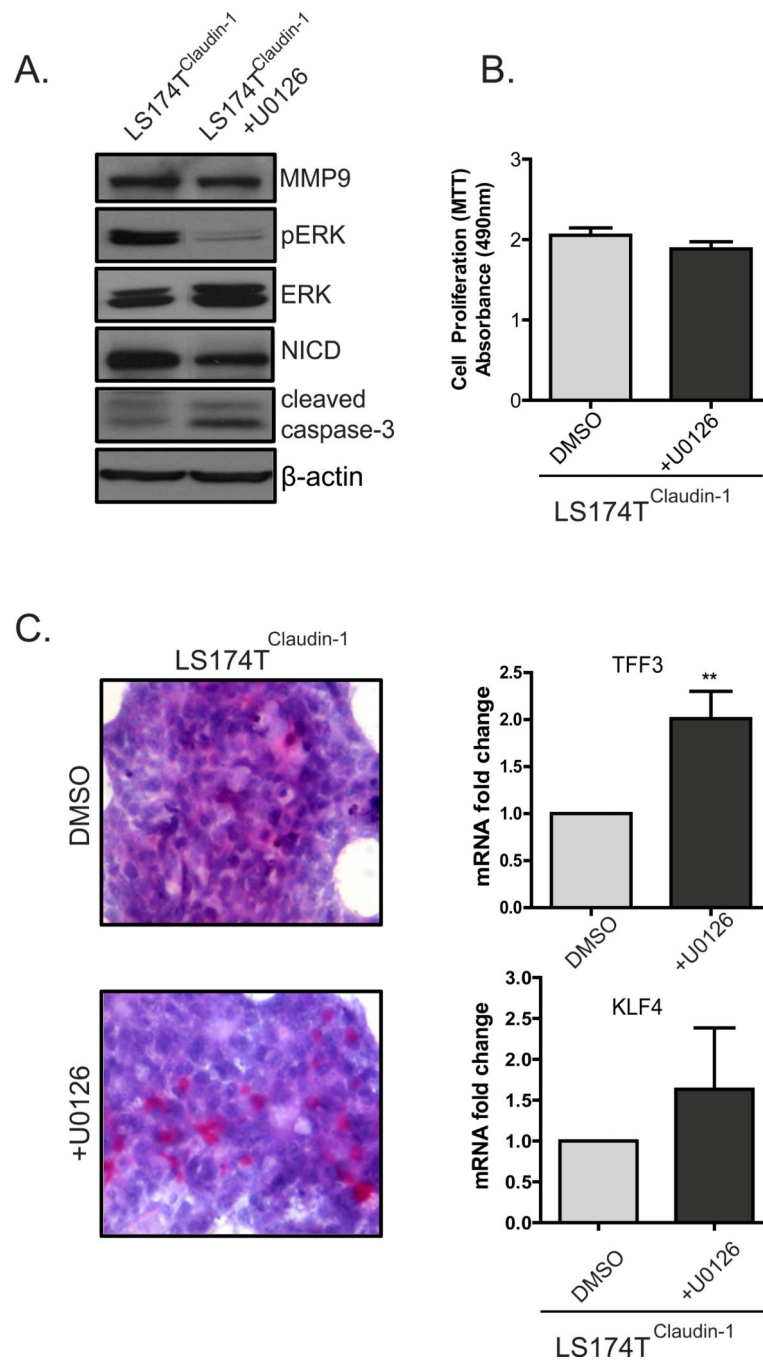 A.
LS174T Claudin-1
LS174T Claudin-1
+U0126
MMP9
pERK
ERK
NICD
cleaved
caspase-3
β-actin
B.
Cell Proliferation (MTT)
Absorbance (490nm)
3
2
1
0
DMSO
+U0126
LS174T Claudin-1
C.
LS174T Claudin-1
DMSO
+U0126
TFF3
mRNA fold change
2.5
2.0
1.5
1.0
0.5
0.0
**
DMSO
+U0126
KLF4
mRNA fold change
3.0
2.5
2.0
1.5
1.0
0.5
0.0
DMSO
+U0126
LS174T Claudin-1